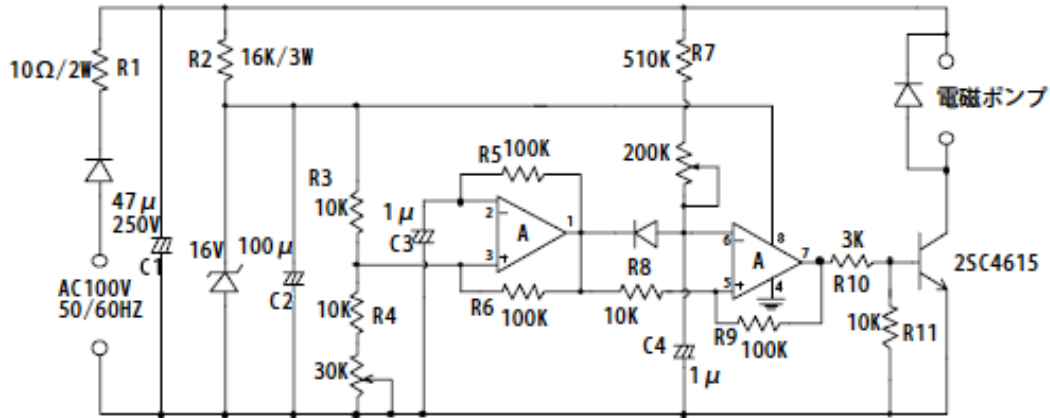 10Ω/2W
R1
R2
16K/3W
510K
R7
電磁ポンプ
200K
R5
100K
R3
10K
1μ
C3
2
−
3
+
A
1
47μ
250V
C1
16V
100μ
C2
AC100V
50/60HZ
R6
100K
10K
R4
30K
R8
10K
6
−
5
+
A
8
7
4
3K
R10
2SC4615
R9
100K
10K
R11
C4
1μ